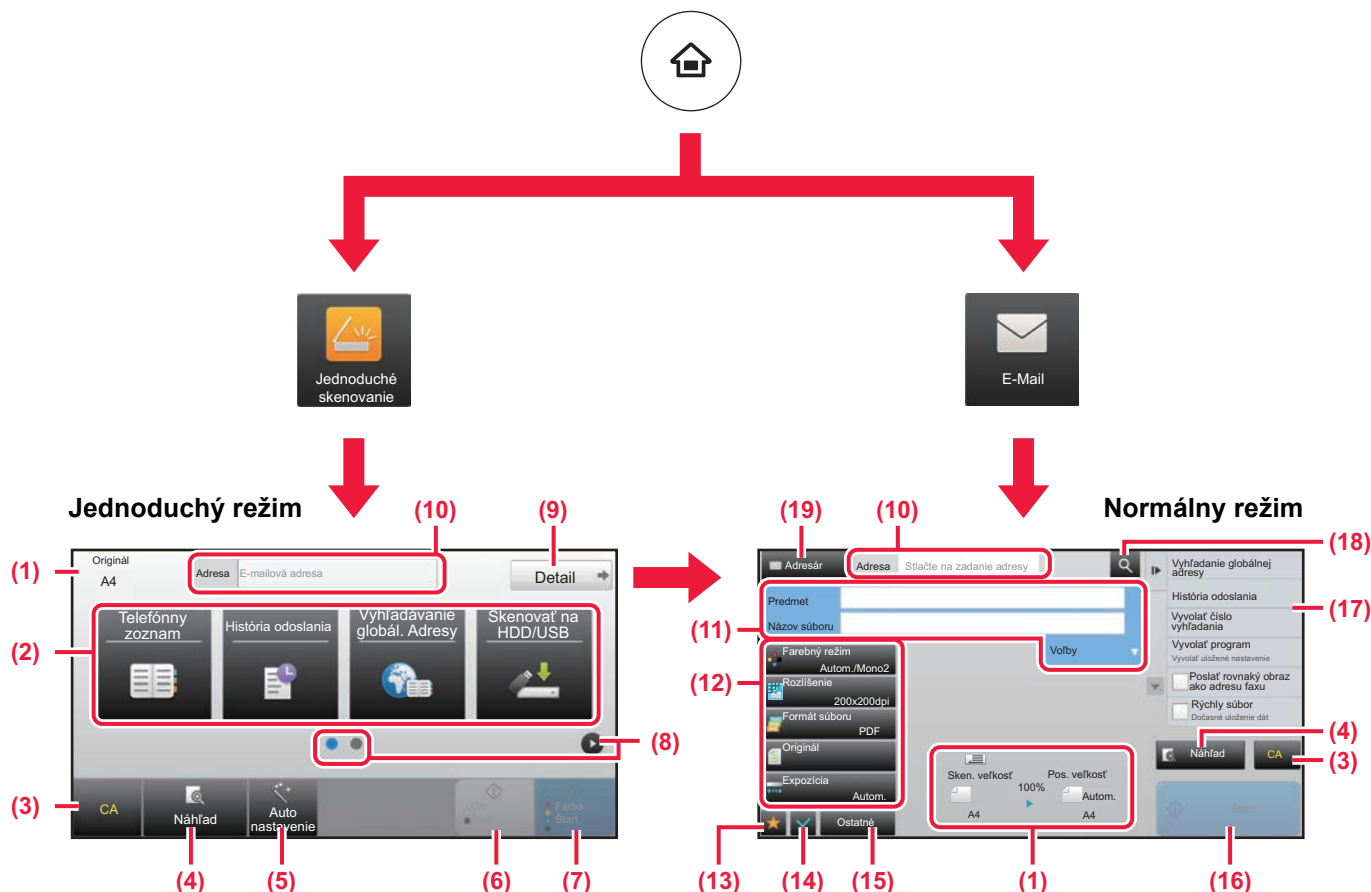 Jednoduché
skenovanie
E-Mail
Jednoduchý režim
(10)
(9)
(19)
(10)
Normálny režim
(18)
(1)
Originál
A4
Adresa
E-mailová adresa
Detail
Adresár
Adresa
Stlačte na zadanie adresy
Vyhľadanie globálnej
adresy
História odoslania
(17)
Vyvolať číslo
vyhľadania
Vyvolať program
Vyvolať uložené nastavenie
Poslať rovnaký obraz
ako adresu faxu
Rýchly súbor
Dočasné uloženie dát
(2)
Telefónny
zoznam
História odoslania
Vyhľadávanie
globál. Adresy
Skenovať na
HDD/USB
(8)
(11)
Predmet
Názov súboru
Voľby
(12)
Farebný režim
Autom./Mono2
Rozlíšenie
200x200dpi
Formát súboru
PDF
Originál
Expozícia
Autom.
Sken. veľkosť
100%
Pos. veľkosť
Autom.
A4
A4
(4)
Náhľad
CA
(3)
(3)
CA
Náhľad
Auto
nastavenie
Farba
Štart
Ostatné
Štart
(4)
(5)
(6)
(7)
(13)
(14)
(15)
(1)
(16)